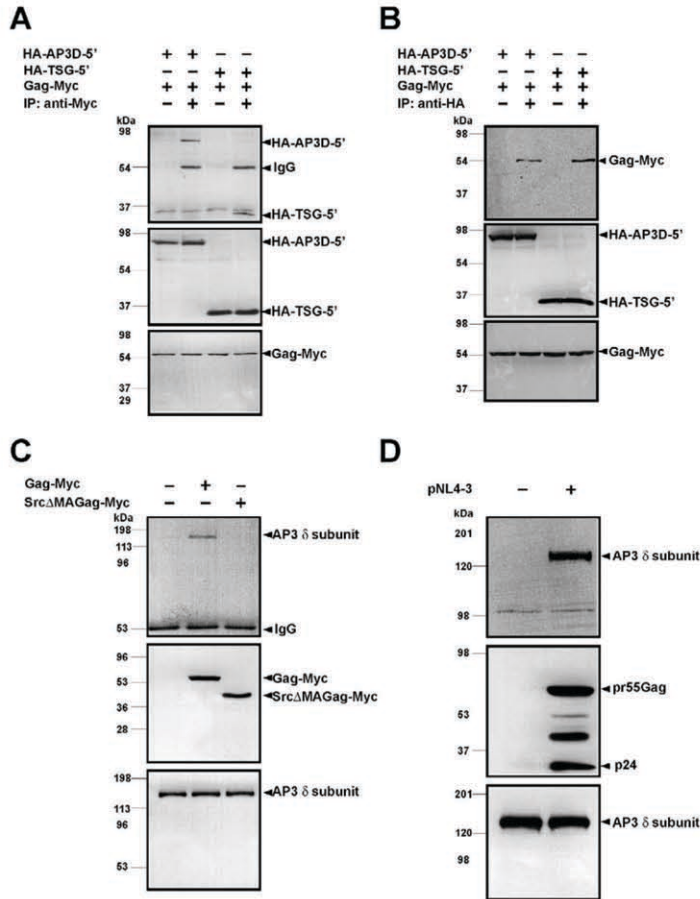 A
HA-AP3D-5' + + – –
HA-TSG-5' – – + +
Gag-Myc + + + +
IP: anti-Myc – + – +
kDa
98
HA-AP3D-5'
64
IgG
37
HA-TSG-5'
98
HA-AP3D-5'
54
37
HA-TSG-5'
98
54
Gag-Myc
37
29
B
HA-AP3D-5' + + – –
HA-TSG-5' – – + +
Gag-Myc + + + +
IP: anti-HA – + – +
kDa
98
54
Gag-Myc
37
98
HA-AP3D-5'
54
37
HA-TSG-5'
98
54
Gag-Myc
37
C
Gag-Myc – + –
SrcΔMAGag-Myc – – +
kDa
198
AP3 δ subunit
113
96
53
IgG
96
53
Gag-Myc
SrcΔMAGag-Myc
36
28
198
AP3 δ subunit
113
96
53
D
pNL4-3 – +
kDa
201
AP3 δ subunit
120
98
98
pr55Gag
53
37
p24
201
AP3 δ subunit
120
98